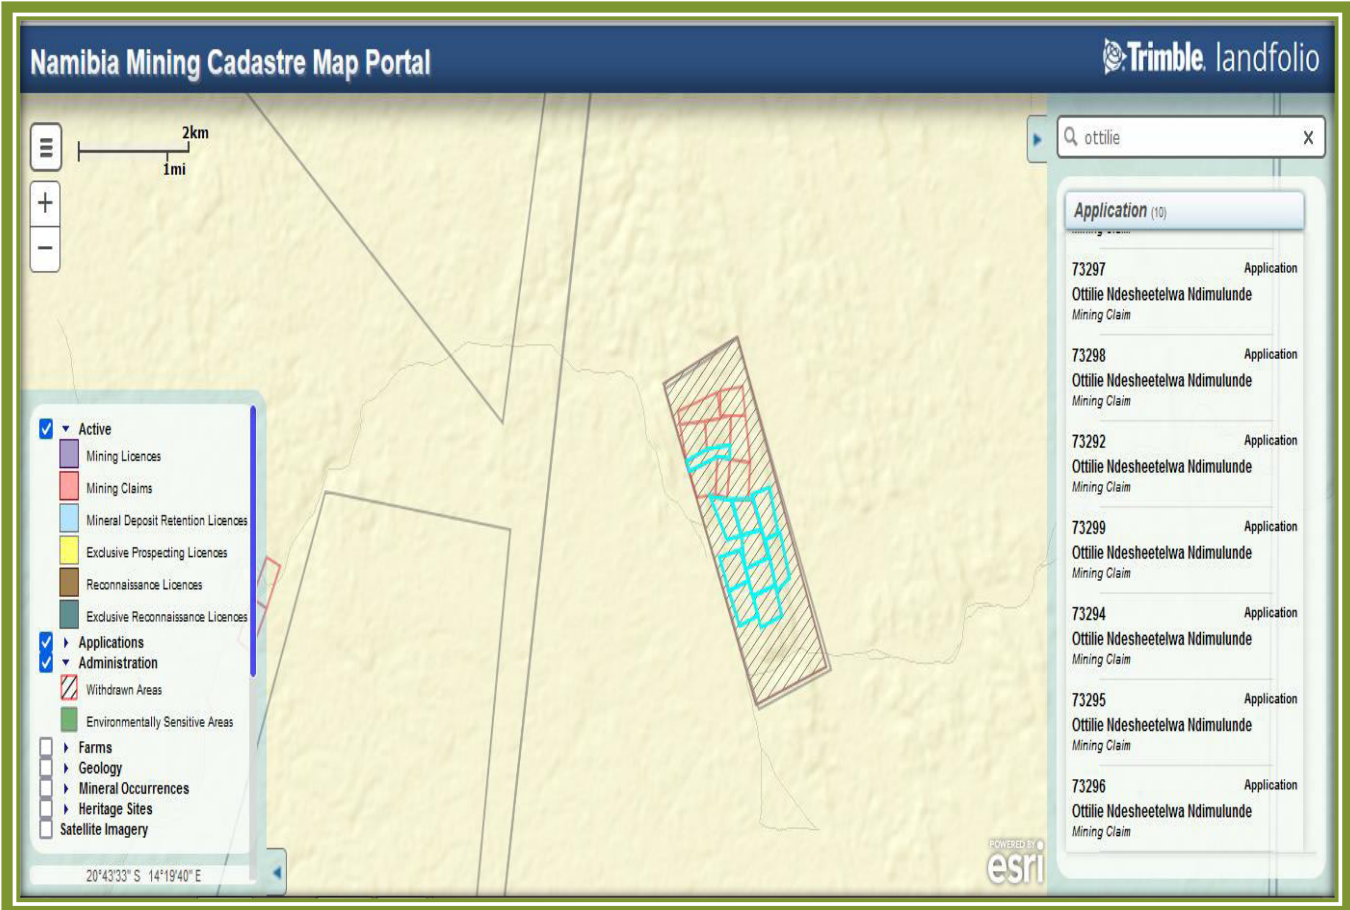 Namibia Mining Cadastre Map Portal
Trimble. landfolio
2km
1mi
ottilie
X
Application (10)
Mining Claim
73297 Application
Ottilie Ndesheetelwa Ndimulunde
Mining Claim
73298 Application
Ottilie Ndesheetelwa Ndimulunde
Mining Claim
73292 Application
Ottilie Ndesheetelwa Ndimulunde
Mining Claim
73299 Application
Ottilie Ndesheetelwa Ndimulunde
Mining Claim
73294 Application
Ottilie Ndesheetelwa Ndimulunde
Mining Claim
73295 Application
Ottilie Ndesheetelwa Ndimulunde
Mining Claim
73296 Application
Ottilie Ndesheetelwa Ndimulunde
Mining Claim
Active
Mining Licences
Mining Claims
Mineral Deposit Retention Licences
Exclusive Prospecting Licences
Reconnaissance Licences
Exclusive Reconnaissance Licences
Applications
Administration
Withdrawn Areas
Environmentally Sensitive Areas
Farms
Geology
Mineral Occurrences
Heritage Sites
Satellite Imagery
20°43'33" S 14°19'40" E
POWERED BY
esri